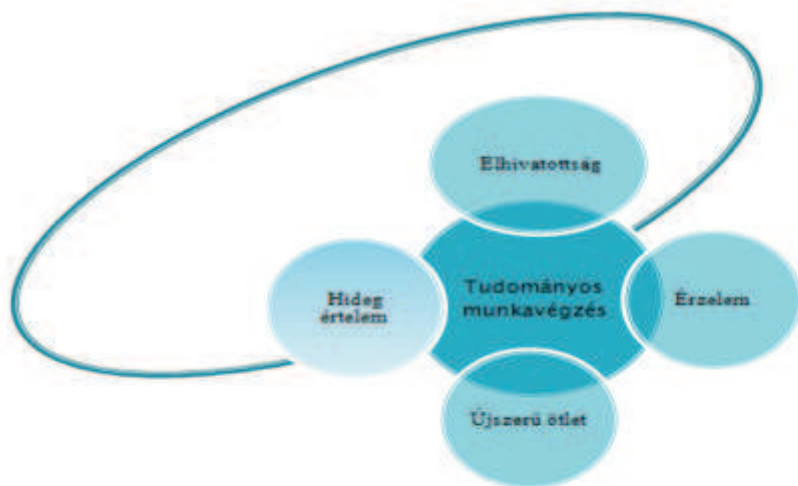 Elhivatottság
Hideg
értelem
Tudományos
munkavégzés
Érzelem
Újszerű ötlet